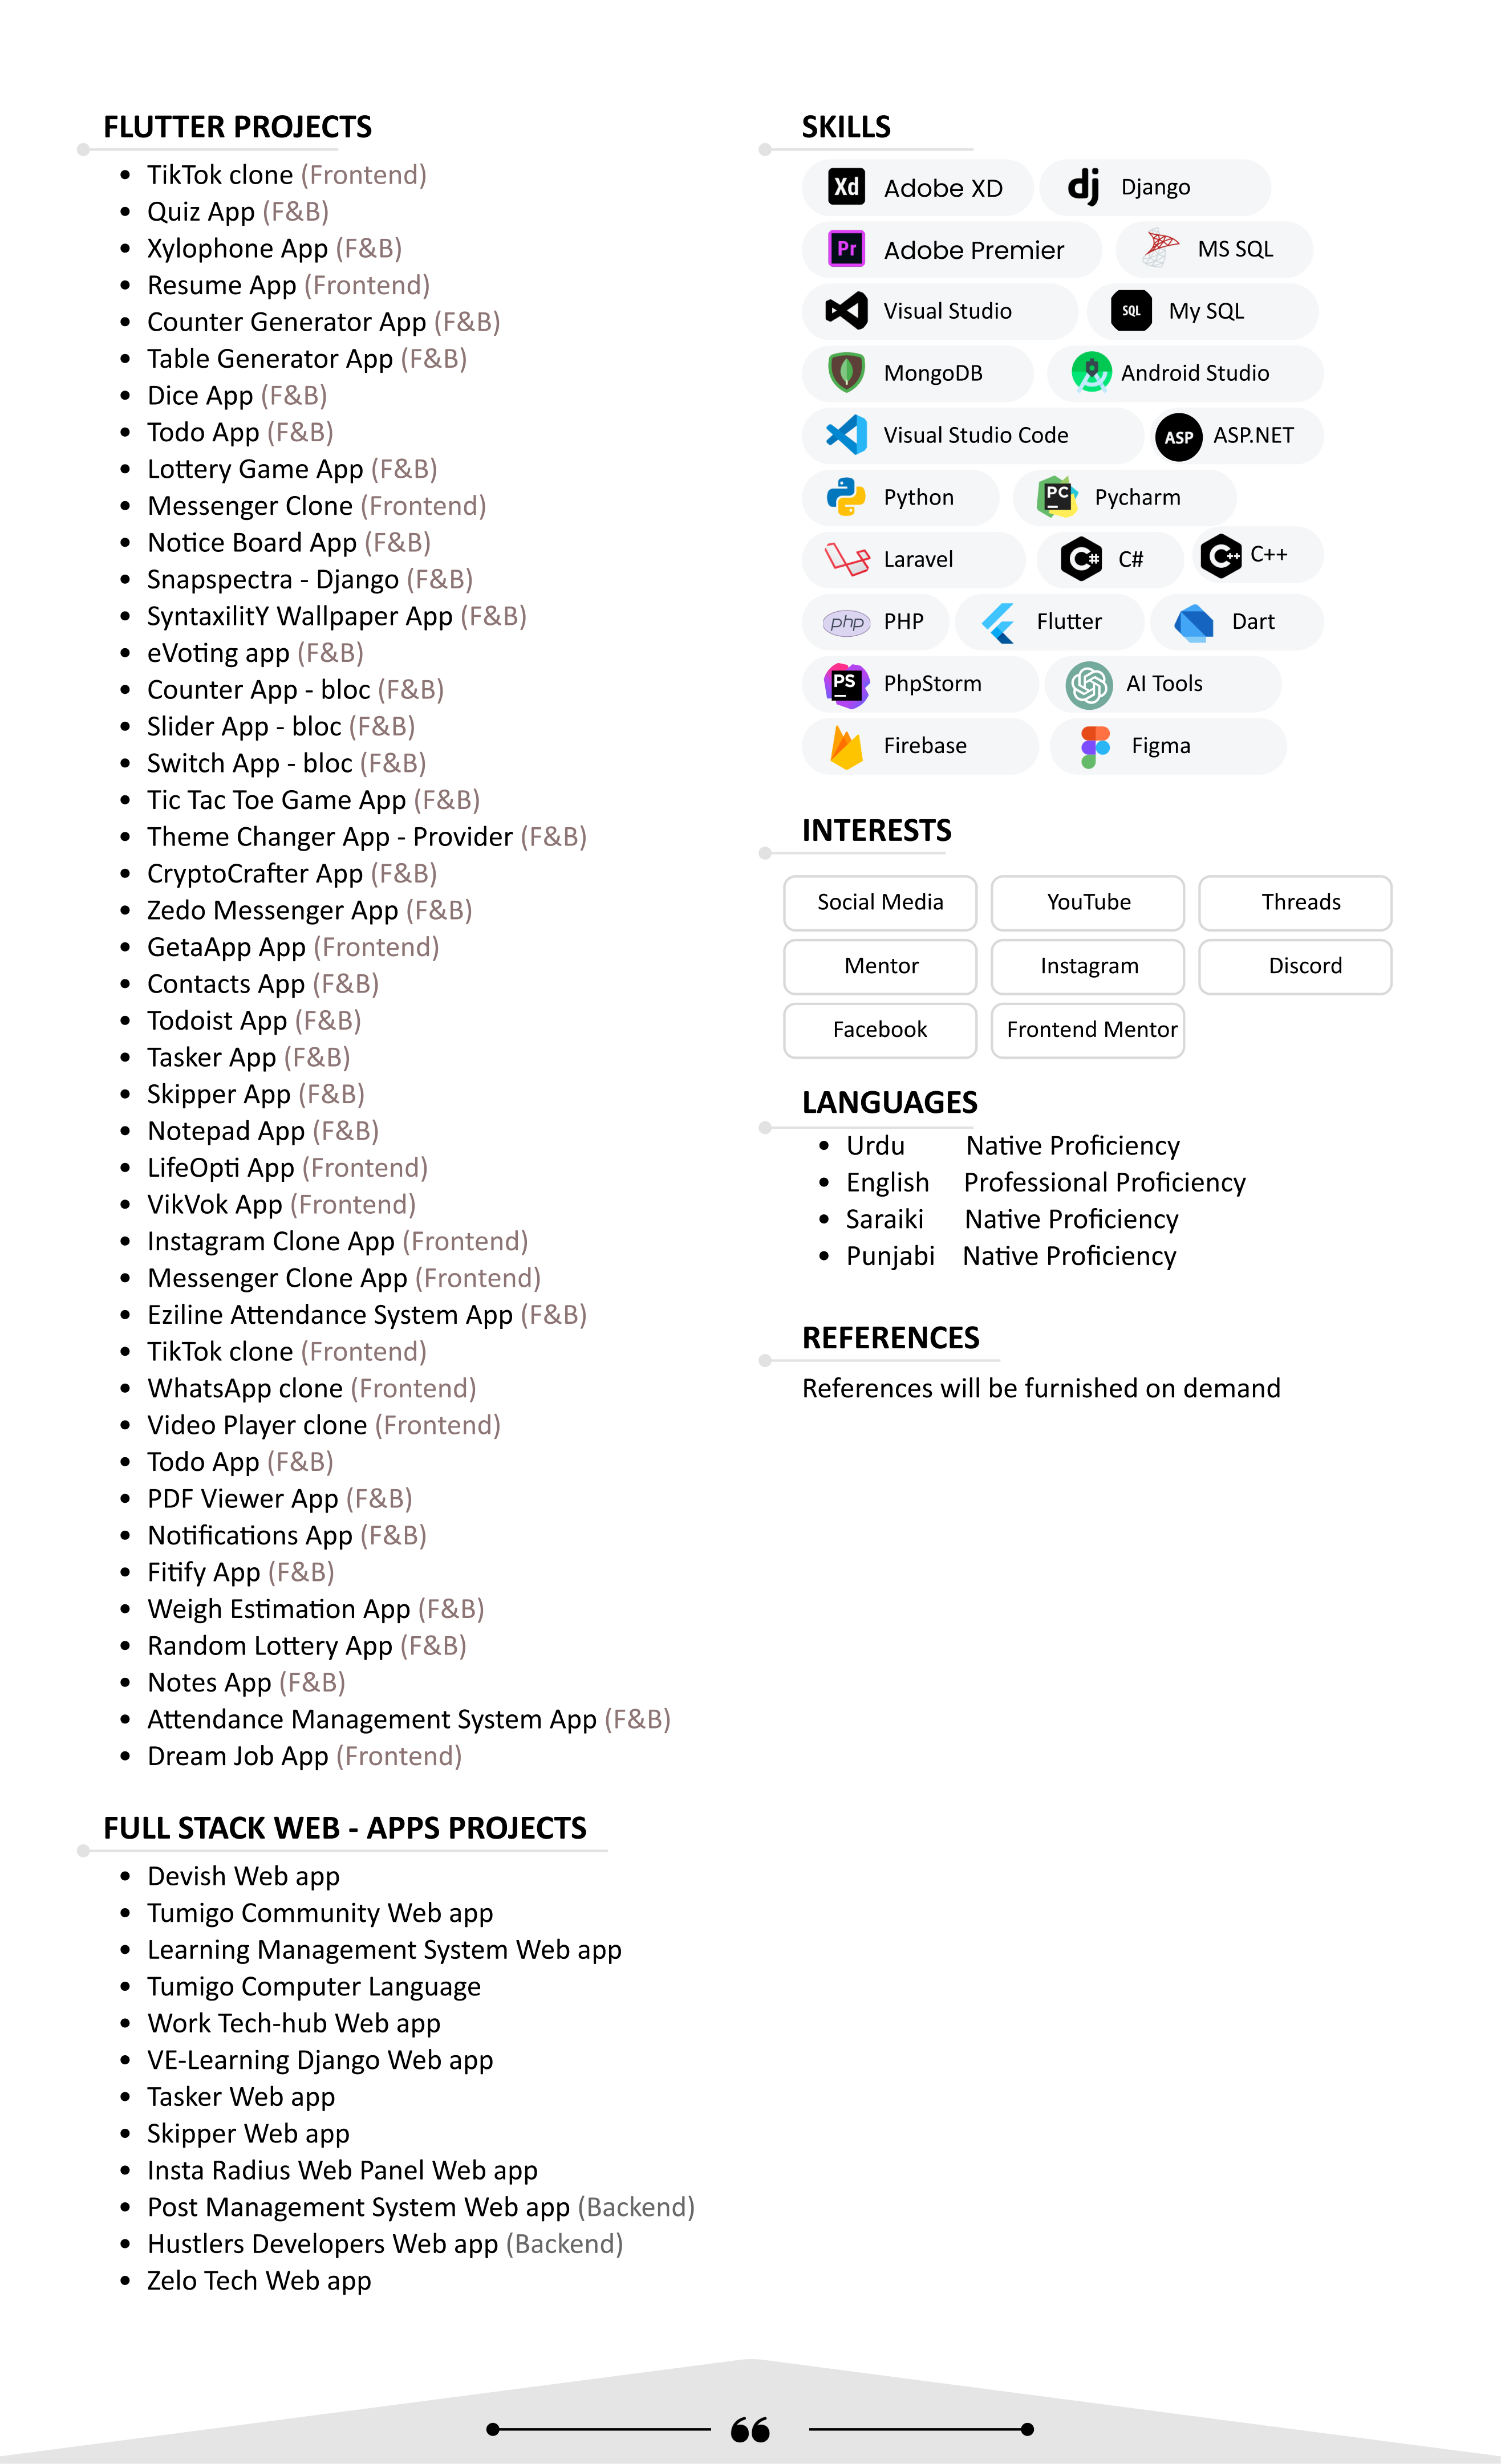 FLUTTER PROJECTS
TikTok clone (Frontend)
Quiz App (F&B)
Xylophone App (F&B)
Resume App (Frontend)
Counter Generator App (F&B)
Table Generator App (F&B)
Dice App (F&B)
Todo App (F&B)
Lottery Game App (F&B)
Messenger Clone (Frontend)
Notice Board App (F&B)
Snapspectra - Django (F&B)
SyntaxilitY Wallpaper App (F&B)
eVoting app (F&B)
Counter App - bloc (F&B)
Slider App - bloc (F&B)
Switch App - bloc (F&B)
Tic Tac Toe Game App (F&B)
Theme Changer App - Provider (F&B)
CryptoCrafter App (F&B)
Zedo Messenger App (F&B)
GetaApp App (Frontend)
Contacts App (F&B)
Todoist App (F&B)
Tasker App (F&B)
Skipper App (F&B)
Notepad App (F&B)
LifeOpti App (Frontend)
VikVok App (Frontend)
Instagram Clone App (Frontend)
Messenger Clone App (Frontend)
Eziline Attendance System App (F&B)
TikTok clone (Frontend)
WhatsApp clone (Frontend)
Video Player clone (Frontend)
Todo App (F&B)
PDF Viewer App (F&B)
Notifications App (F&B)
Fitify App (F&B)
Weigh Estimation App (F&B)
Random Lottery App (F&B)
Notes App (F&B)
Attendance Management System App (F&B)
Dream Job App (Frontend)
FULL STACK WEB - APPS PROJECTS
Devish Web app
Tumigo Community Web app
Learning Management System Web app
Tumigo Computer Language
Work Tech-hub Web app
VE-Learning Django Web app
Tasker Web app
Skipper Web app
Insta Radius Web Panel Web app
Post Management System Web app (Backend)
Hustlers Developers Web app (Backend)
Zelo Tech Web app
SKILLS
Xd Adobe XD dj Django
Pr Adobe Premier MS SQL
Visual Studio SQL My SQL
MongoDB Android Studio
Visual Studio Code ASP ASP.NET
Python PC Pycharm
Laravel C# C# C++ C++
php PHP Flutter Dart
PS PhpStorm AI Tools
Firebase Figma
INTERESTS
Social Media YouTube Threads
Mentor Instagram Discord
Facebook Frontend Mentor
LANGUAGES
Urdu Native Proficiency
English Professional Proficiency
Saraiki Native Proficiency
Punjabi Native Proficiency
REFERENCES
References will be furnished on demand
❝